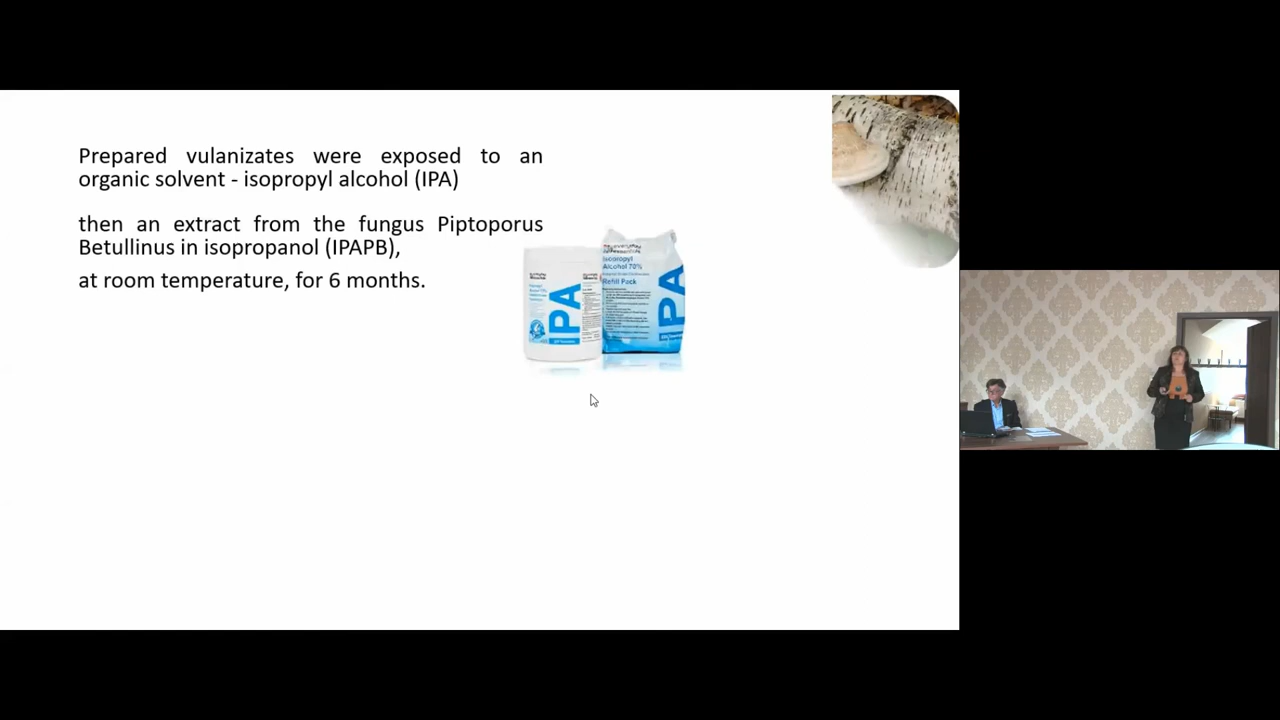 Prepared vulanizates were exposed to an
organic solvent - isopropyl alcohol (IPA)
then an extract from the fungus Piptoporus
Betullinus in isopropanol (IPAPB),
at room temperature, for 6 months.
IPA
Isopropyl
Alcohol 70%
Refill Pack
IPA